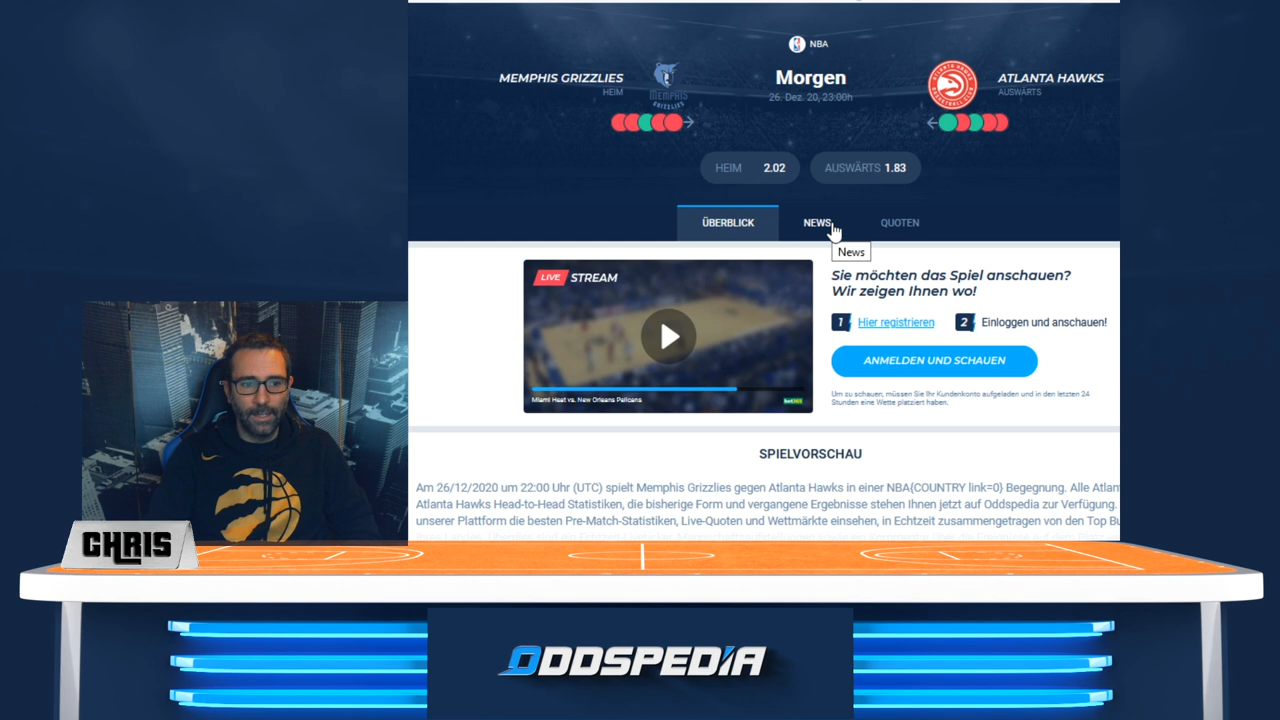 NBA
MEMPHIS GRIZZLIES
HEIM
MEMPHIS
GRIZZLIES
Morgen
26. Dez. 20, 23:00h
ATLANTA HAWKS
AUSWÄRTS
HEIM 2.02
AUSWÄRTS 1.83
ÜBERBLICK NEWS QUOTEN
News
LIVE STREAM
Miami Heat vs. New Orleans Pelicans
bet365
Sie möchten das Spiel anschauen?
Wir zeigen Ihnen wo!
1 Hier registrieren 2 Einloggen und anschauen!
ANMELDEN UND SCHAUEN
Um zu schauen, müssen Sie Ihr Kundenkonto aufgeladen und in den letzten 24
Stunden eine Wette platziert haben.
SPIELVORSCHAU
Am 26/12/2020 um 22:00 Uhr (UTC) spielt Memphis Grizzlies gegen Atlanta Hawks in einer NBA{COUNTRY link=0} Begegnung. Alle Atlan
Atlanta Hawks Head-to-Head Statistiken, die bisherige Form und vergangene Ergebnisse stehen Ihnen jetzt auf Oddspedia zur Verfügung.
unserer Plattform die besten Pre-Match-Statistiken, Live-Quoten und Wettmärkte einsehen, in Echtzeit zusammengetragen von den Top Bu
CHRIS
ODDSPEDIA